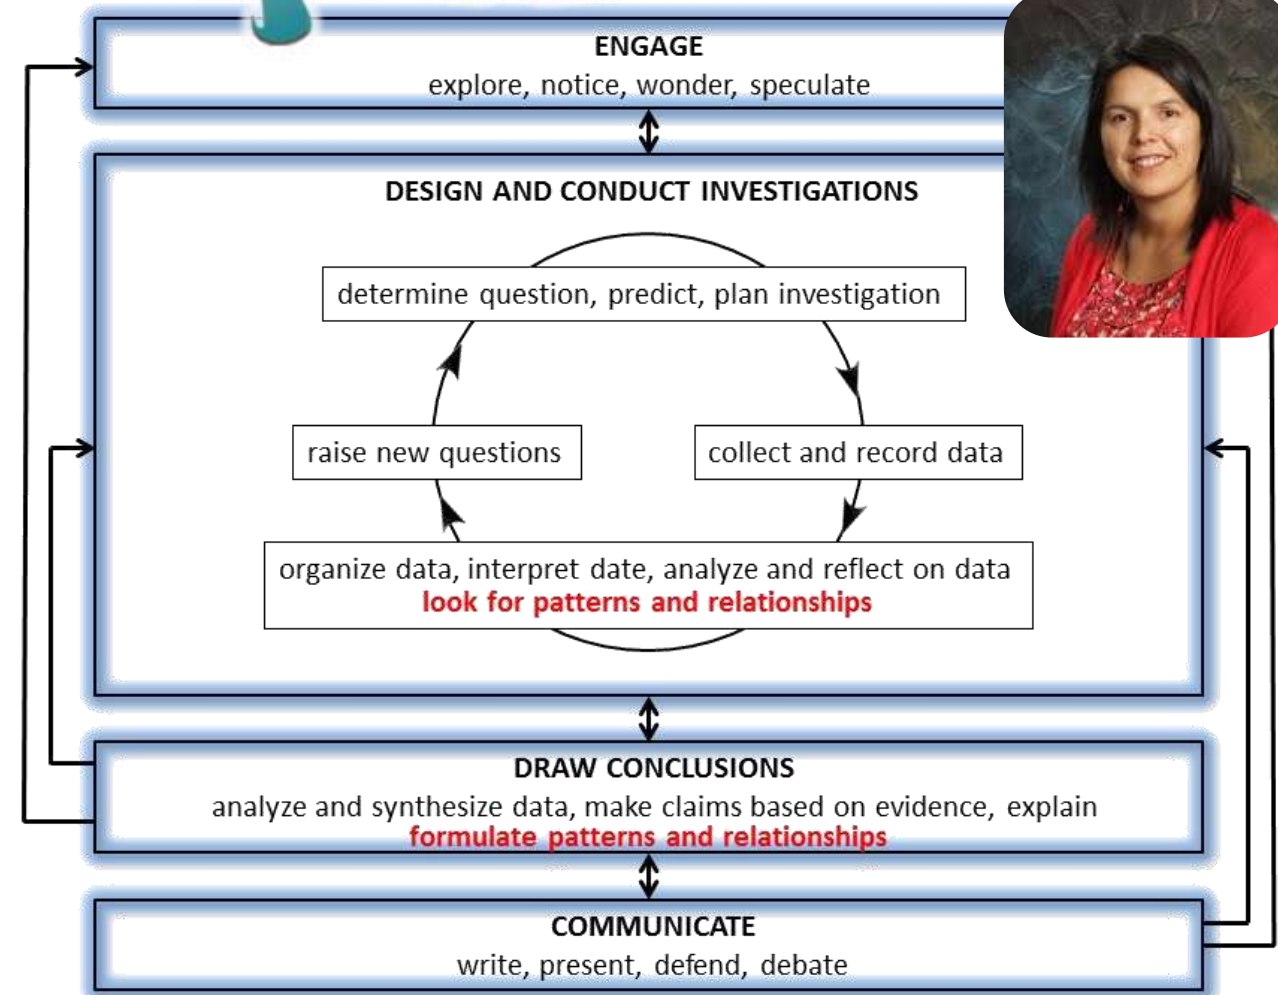 ENGAGE
explore, notice, wonder, speculate
DESIGN AND CONDUCT INVESTIGATIONS
determine question, predict, plan investigation
raise new questions
collect and record data
organize data, interpret date, analyze and reflect on data
look for patterns and relationships
DRAW CONCLUSIONS
analyze and synthesize data, make claims based on evidence, explain
formulate patterns and relationships
COMMUNICATE
write, present, defend, debate